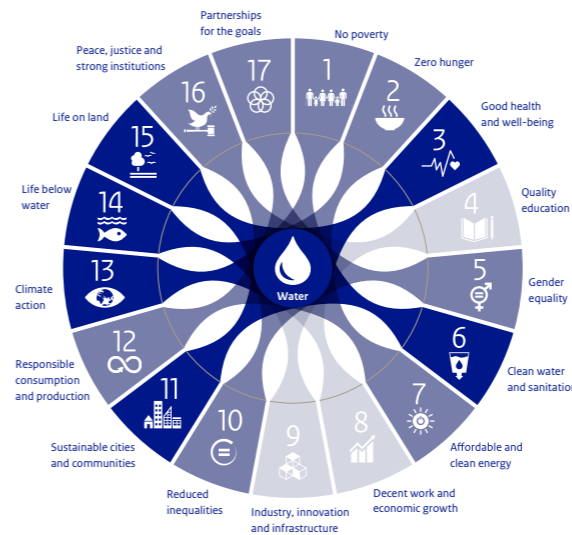 Partnerships
for the goals
17
No poverty
1
Zero hunger
2
Good health
and well-being
3
Quality
education
4
Gender
equality
5
Clean water
and sanitatio
6
Affordable and
clean energy
7
Decent work and
economic growth
8
Industry, innovation
and infrastructure
9
Reduced
inequalities
10
Sustainable cities
and communities
11
Responsible
consumption
and production
12
Climate
action
13
Life below
water
14
Life on land
15
Peace, justice and
strong institutions
16
Water